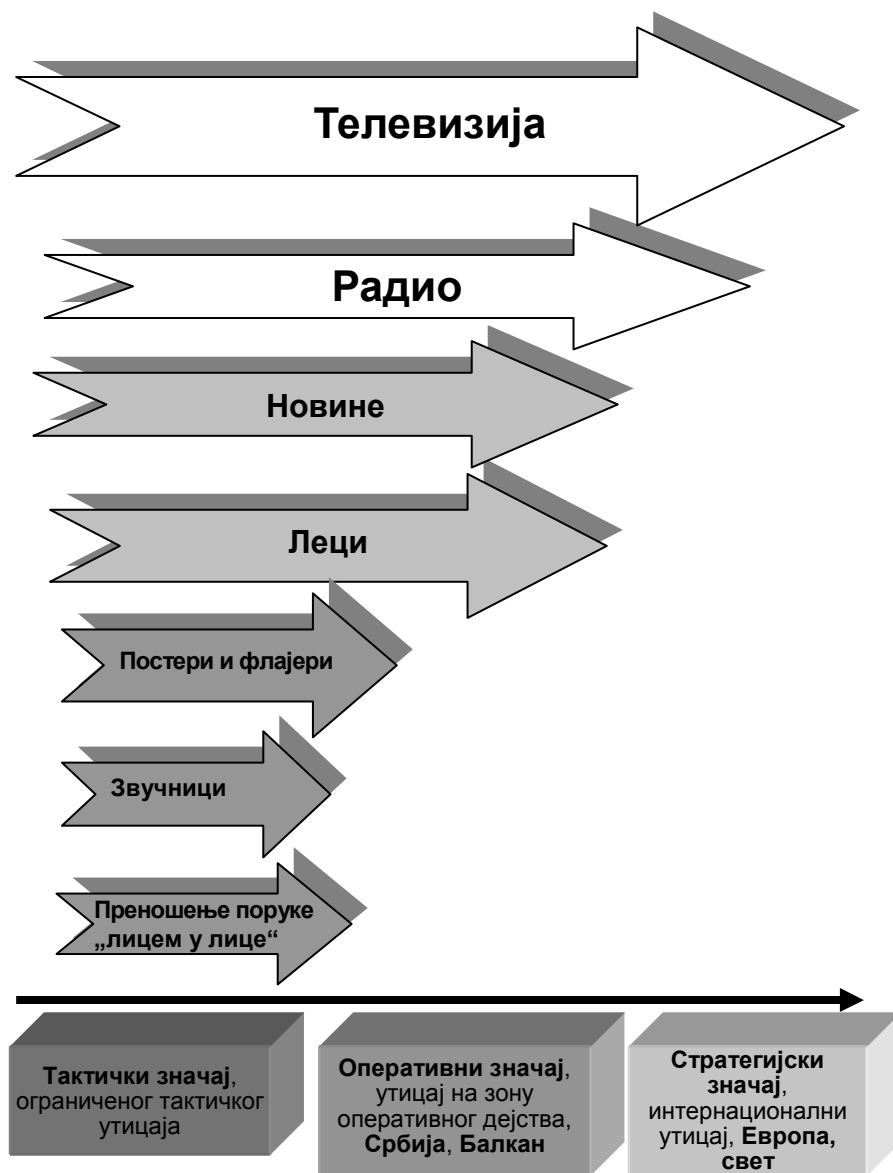 Телевизија
Радио
Новине
Леци
Постери и флајери
Звучници
Преношење поруке
„лицем у лице“
Тактички значај,
ограниченог тактичког
утицаја
Оперативни значај,
утицај на зону
оперативног дејства,
Србија, Балкан
Стратегијски
значај,
интернационални
утицај, Европа,
свет